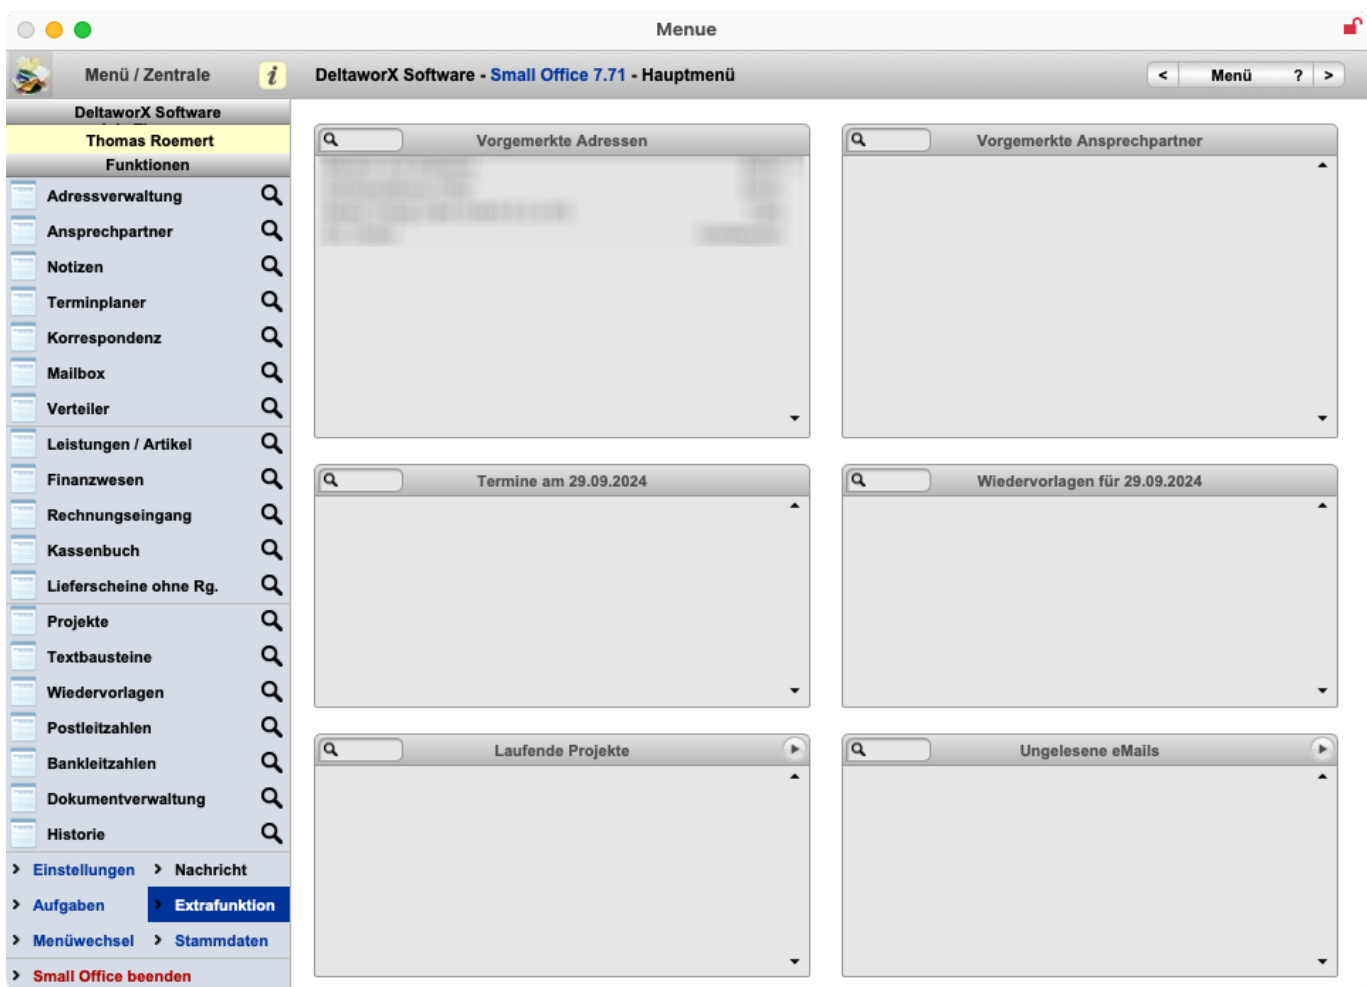 Menue
Menü / Zentrale
i
DeltaworX Software - Small Office 7.71 - Hauptmenü
< Menü ? >
DeltaworX Software
Thomas Roemert
Funktionen
Adressverwaltung
Ansprechpartner
Notizen
Terminplaner
Korrespondenz
Mailbox
Verteiler
Leistungen / Artikel
Finanzwesen
Rechnungseingang
Kassenbuch
Lieferscheine ohne Rg.
Projekte
Textbausteine
Wiedervorlagen
Postleitzahlen
Bankleitzahlen
Dokumentverwaltung
Historie
> Einstellungen > Nachricht
> Aufgaben > Extrafunktion
> Menüwechsel > Stammdaten
> Small Office beenden
Vorgemerkte Adressen
Vorgemerkte Ansprechpartner
Termine am 29.09.2024
Wiedervorlagen für 29.09.2024
Laufende Projekte
Ungelesene eMails